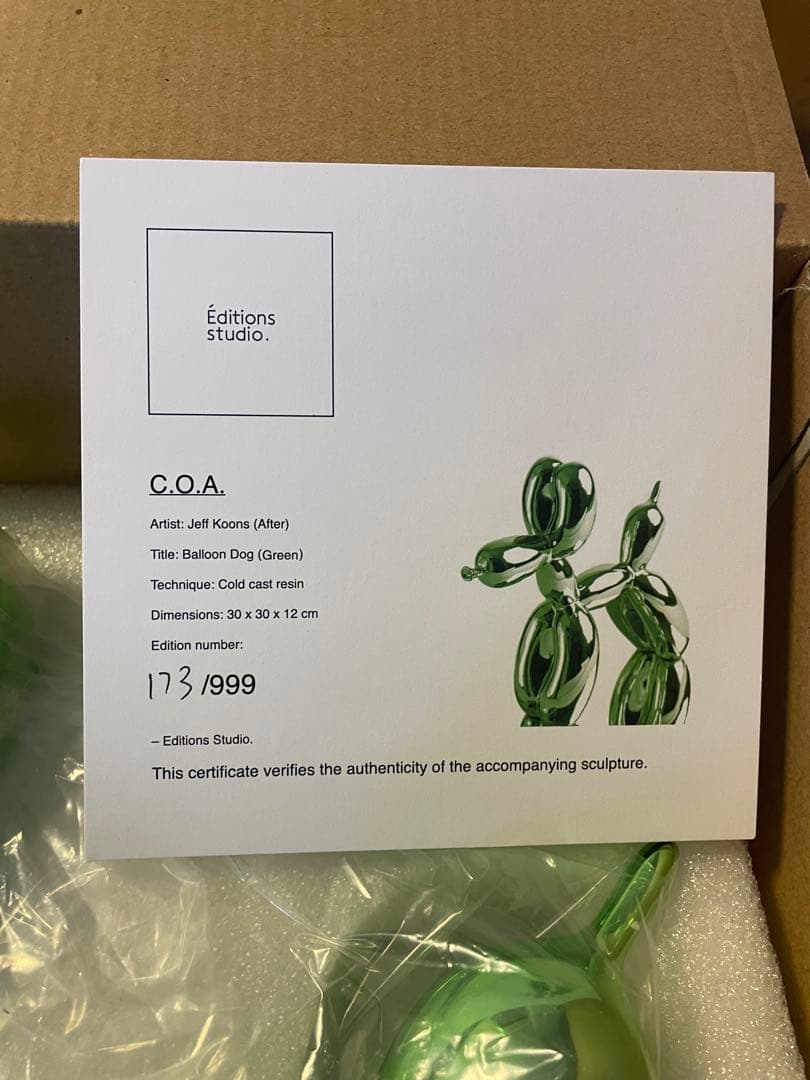 Éditions
studio.
C.O.A.
Artist: Jeff Koons (After)
Title: Balloon Dog (Green)
Technique: Cold cast resin
Dimensions: 30 x 30 x 12 cm
Edition number:
173 /999
– Editions Studio.
This certificate verifies the authenticity of the accompanying sculpture.